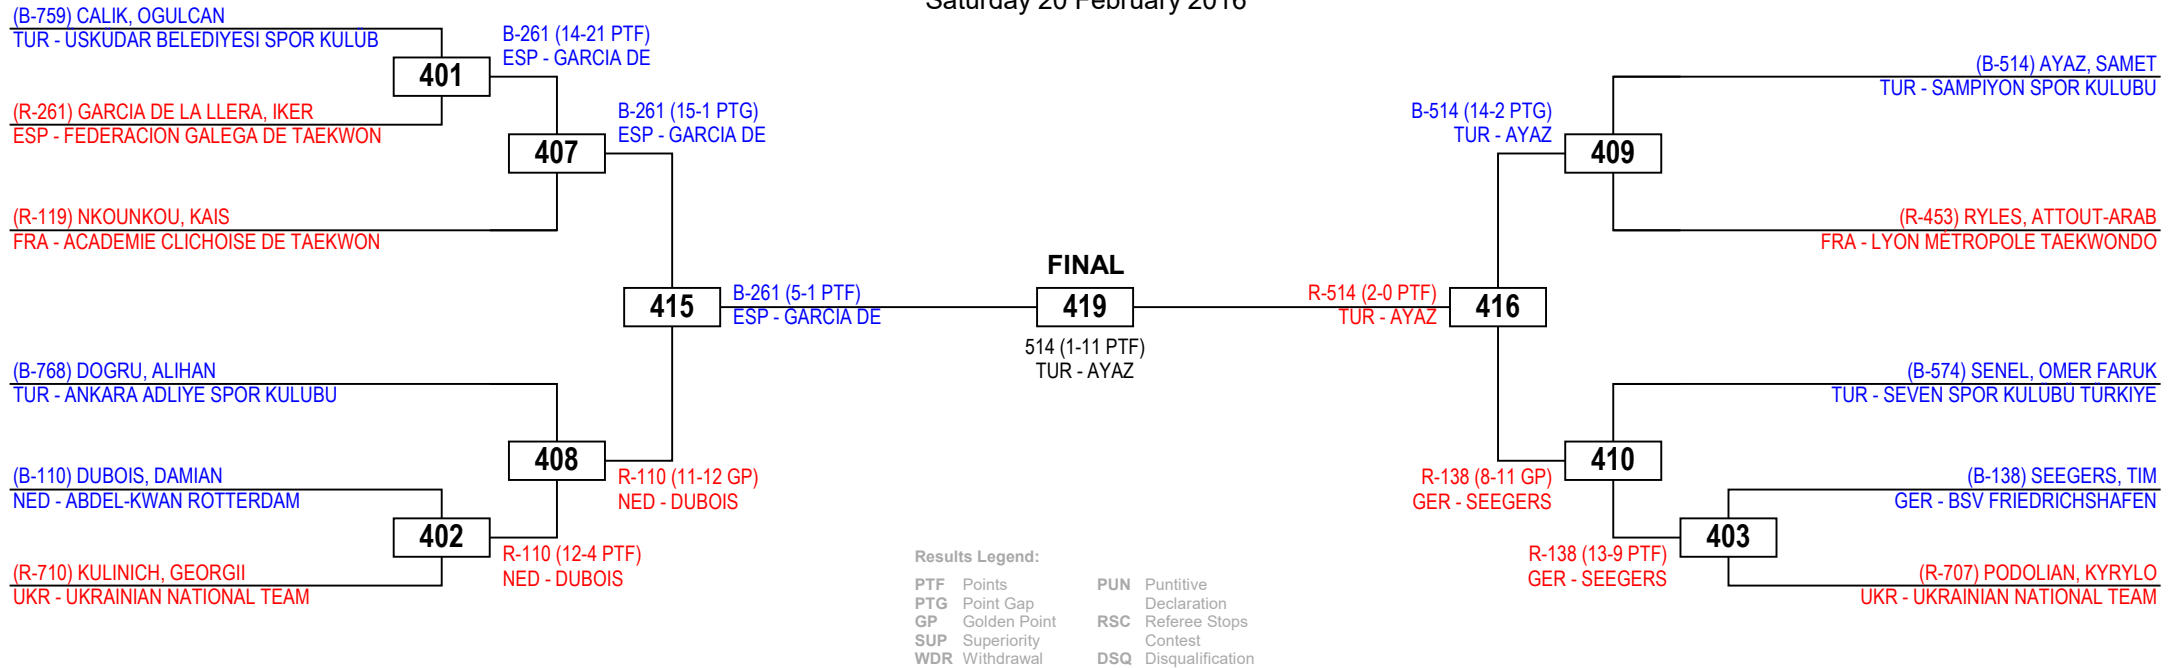 Saturday 20 February 2016
(B-759) CALIK, OGULCAN
TUR - USKUDAR BELEDIYESI SPOR KULÜB
B-261 (14-21 PTF)
ESP - GARCIA DE
401
(R-261) GARCIA DE LA LLERA, IKER
ESP - FEDERACION GALEGA DE TAEKWON
B-261 (15-1 PTG)
ESP - GARCIA DE
407
(R-119) NKOUNKOU, KAIS
FRA - ACADEMIE CLICHOISE DE TAEKWON
415
B-261 (5-1 PTF)
ESP - GARCIA DE
(B-768) DOGRU, ALIHAN
TUR - ANKARA ADLIYE SPOR KULUBU
408
R-110 (11-12 GP)
NED - DUBOIS
(B-110) DUBOIS, DAMIAN
NED - ABDEL-KWAN ROTTERDAM
402
R-110 (12-4 PTF)
NED - DUBOIS
(R-710) KULINICH, GEORGII
UKR - UKRAINIAN NATIONAL TEAM
FINAL
419
514 (1-11 PTF)
TUR - AYAZ
(B-514) AYAZ, SAMET
TUR - SAMPIYON SPOR KULUBU
B-514 (14-2 PTG)
TUR - AYAZ
409
(R-453) RYLES, ATTOUT-ARAB
FRA - LYON MÉTROPOLE TAEKWONDO
R-514 (2-0 PTF)
TUR - AYAZ
416
(B-574) SENEL, OMER FARUK
TUR - SEVEN SPOR KULÜBÜ TÜRKIYE
410
R-138 (8-11 GP)
GER - SEEGERS
(B-138) SEEGERS, TIM
GER - BSV FRIEDRICHSHAFEN
403
R-138 (13-9 PTF)
GER - SEEGERS
(R-707) PODOLIAN, KYRYLO
UKR - UKRAINIAN NATIONAL TEAM
Results Legend:
PTF Points
PTG Point Gap
GP Golden Point
SUP Superiority
WDR Withdrawal
PUN Puntitive
Declaration
RSC Referee Stops
Contest
DSQ Disqualification